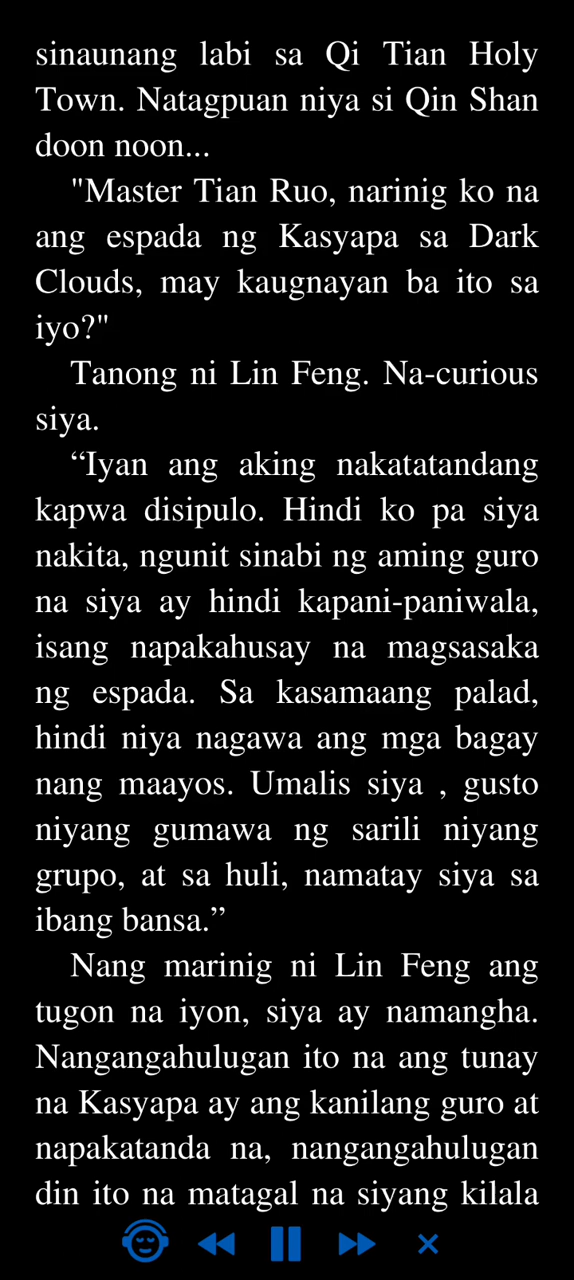 sinaunang labi sa Qi Tian Holy
Town. Natagpuan niya si Qin Shan
doon noon...
"Master Tian Ruo, narinig ko na
ang espada ng Kasyapa sa Dark
Clouds, may kaugnayan ba ito sa
iyo?"
Tanong ni Lin Feng. Na-curious
siya.
“Iyan ang aking nakatatandang
kapwa disipulo. Hindi ko pa siya
nakita, ngunit sinabi ng aming guro
na siya ay hindi kapani-paniwala,
isang napakahusay na magsasaka
ng espada. Sa kasamaang palad,
hindi niya nagawa ang mga bagay
nang maayos. Umalis siya , gusto
niyang gumawa ng sarili niyang
grupo, at sa huli, namatay siya sa
ibang bansa.”
Nang marinig ni Lin Feng ang
tugon na iyon, siya ay namangha.
Nangangahulugan ito na ang tunay
na Kasyapa ay ang kanilang guro at
napakatanda na, nangangahulugan
din ito na matagal na siyang kilala